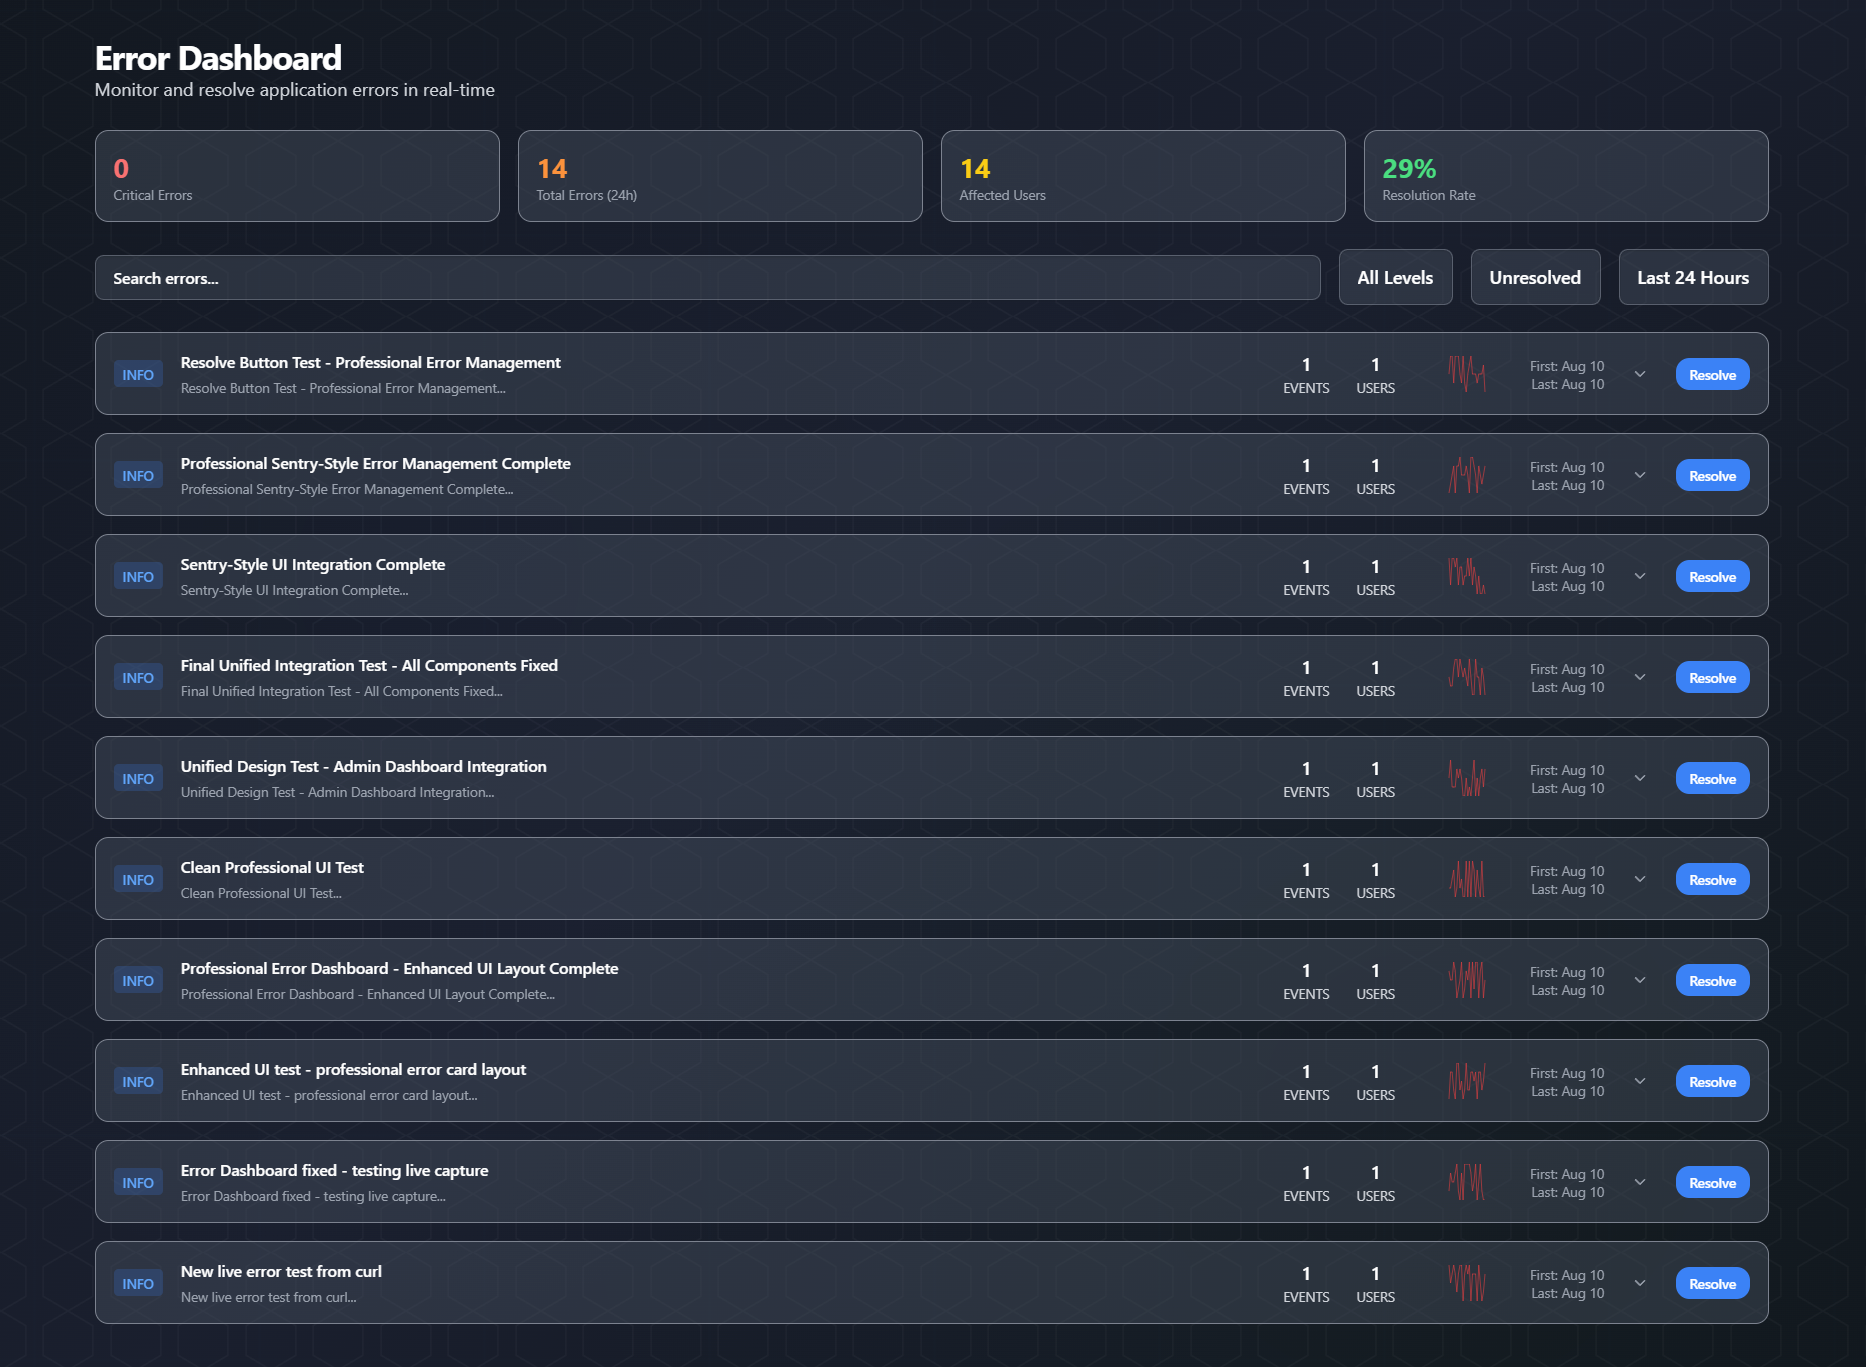 Error Dashboard
Monitor and resolve application errors in real-time
0
Critical Errors
14
Total Errors (24h)
14
Affected Users
29%
Resolution Rate
Search errors...
All Levels
Unresolved
Last 24 Hours
INFO
Resolve Button Test - Professional Error Management
Resolve Button Test - Professional Error Management...
1
EVENTS
1
USERS
First: Aug 10
Last: Aug 10
Resolve
INFO
Professional Sentry-Style Error Management Complete
Professional Sentry-Style Error Management Complete...
1
EVENTS
1
USERS
First: Aug 10
Last: Aug 10
Resolve
INFO
Sentry-Style UI Integration Complete
Sentry-Style UI Integration Complete...
1
EVENTS
1
USERS
First: Aug 10
Last: Aug 10
Resolve
INFO
Final Unified Integration Test - All Components Fixed
Final Unified Integration Test - All Components Fixed...
1
EVENTS
1
USERS
First: Aug 10
Last: Aug 10
Resolve
INFO
Unified Design Test - Admin Dashboard Integration
Unified Design Test - Admin Dashboard Integration...
1
EVENTS
1
USERS
First: Aug 10
Last: Aug 10
Resolve
INFO
Clean Professional UI Test
Clean Professional UI Test...
1
EVENTS
1
USERS
First: Aug 10
Last: Aug 10
Resolve
INFO
Professional Error Dashboard - Enhanced UI Layout Complete
Professional Error Dashboard - Enhanced UI Layout Complete...
1
EVENTS
1
USERS
First: Aug 10
Last: Aug 10
Resolve
INFO
Enhanced UI test - professional error card layout
Enhanced UI test - professional error card layout...
1
EVENTS
1
USERS
First: Aug 10
Last: Aug 10
Resolve
INFO
Error Dashboard fixed - testing live capture
Error Dashboard fixed - testing live capture...
1
EVENTS
1
USERS
First: Aug 10
Last: Aug 10
Resolve
INFO
New live error test from curl
New live error test from curl...
1
EVENTS
1
USERS
First: Aug 10
Last: Aug 10
Resolve